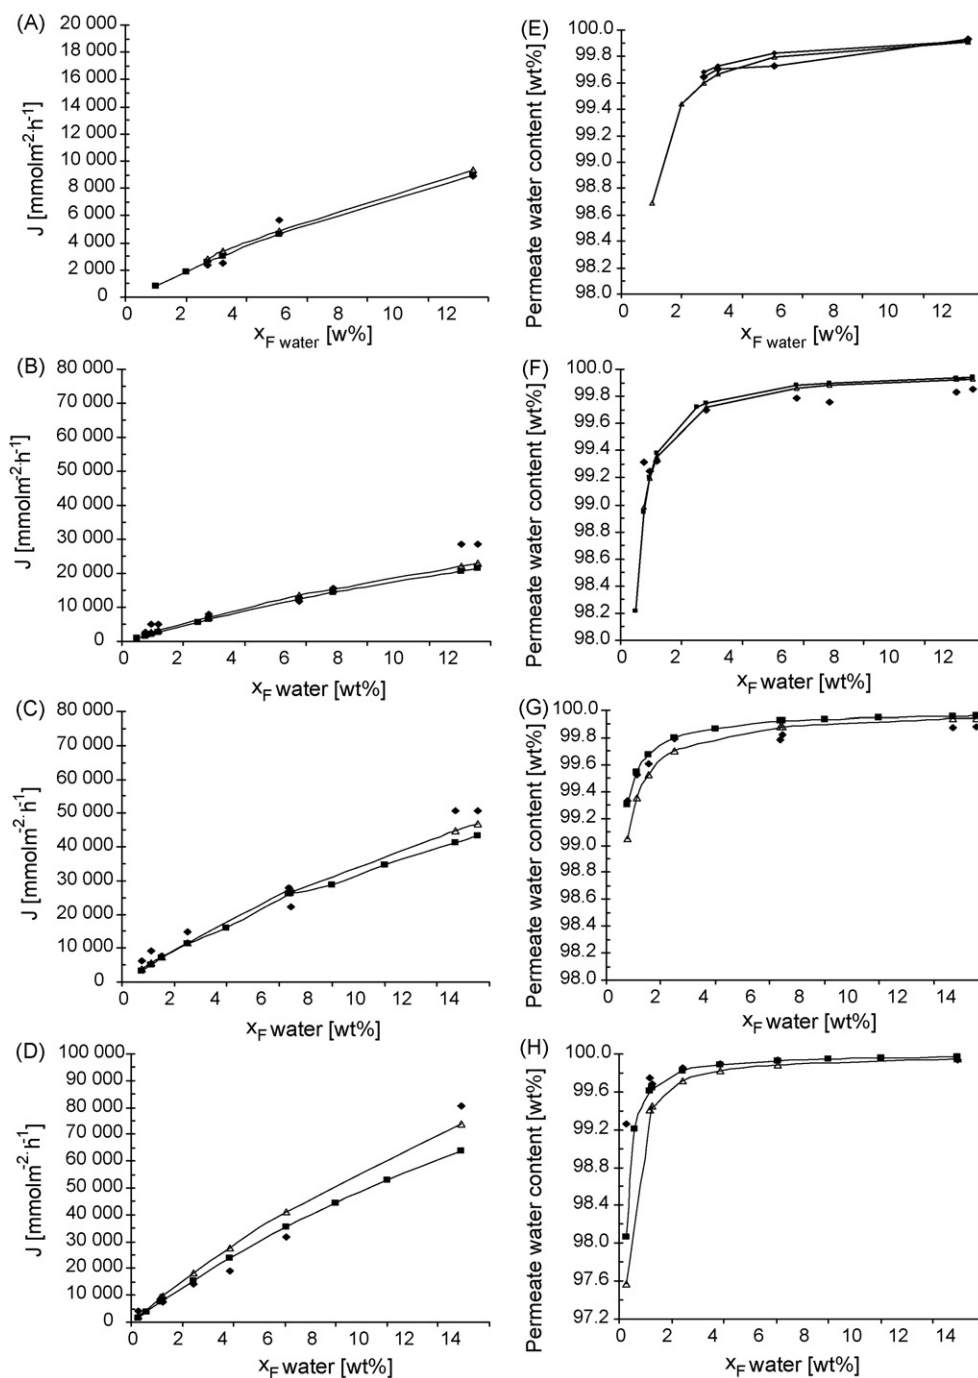 (A)
20 000
18 000
16 000
14 000
12 000
10 000
8 000
6 000
4 000
2 000
0
J [mmolm⁻²·h⁻¹]
0 2 4 6 8 10 12
x_F water [w%]
(E)
100.0
99.8
99.6
99.4
99.2
99.0
98.8
98.6
98.4
98.2
98.0
Permeate water content [wt%]
0 2 4 6 8 10 12
x_F water [w%]
(B)
80 000
70 000
60 000
50 000
40 000
30 000
20 000
10 000
0
J [mmolm⁻²·h⁻¹]
0 2 4 6 8 10 12
x_F water [wt%]
(F)
100.0
99.8
99.6
99.4
99.2
99.0
98.8
98.6
98.4
98.2
98.0
Permeate water content [wt%]
0 2 4 6 8 10 12
x_F water [wt%]
(C)
80 000
70 000
60 000
50 000
40 000
30 000
20 000
10 000
0
J [mmolm⁻²·h⁻¹]
0 2 4 6 8 10 12 14
x_F water [wt%]
(G)
100.0
99.8
99.6
99.4
99.2
99.0
98.8
98.6
98.4
98.2
98.0
Permeate water content [wt%]
0 2 4 6 8 10 12 14
x_F water [wt%]
(D)
100 000
90 000
80 000
70 000
60 000
50 000
40 000
30 000
20 000
10 000
0
J [mmolm⁻²·h⁻¹]
0 2 4 6 8 10 12 14
x_F water [wt%]
(H)
100.0
99.6
99.2
98.8
98.4
98.0
97.6
97.2
Permeate water content [wt%]
0 2 4 6 8 10 12 14
x_F water [wt%]